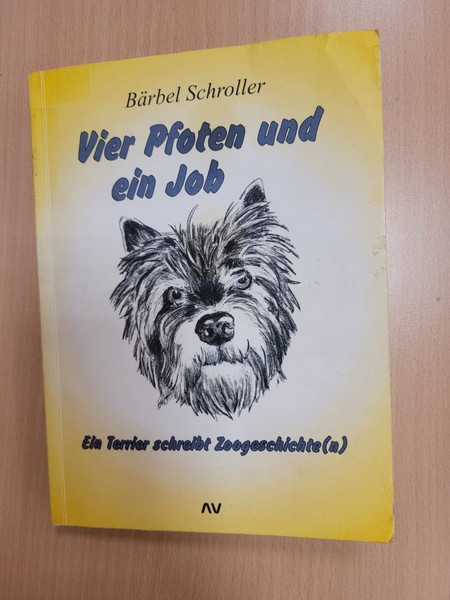 Bärbel Schroller
Vier Pfoten und
ein Job
Ein Terrier schreibt Zoogeschichte(n)
AV